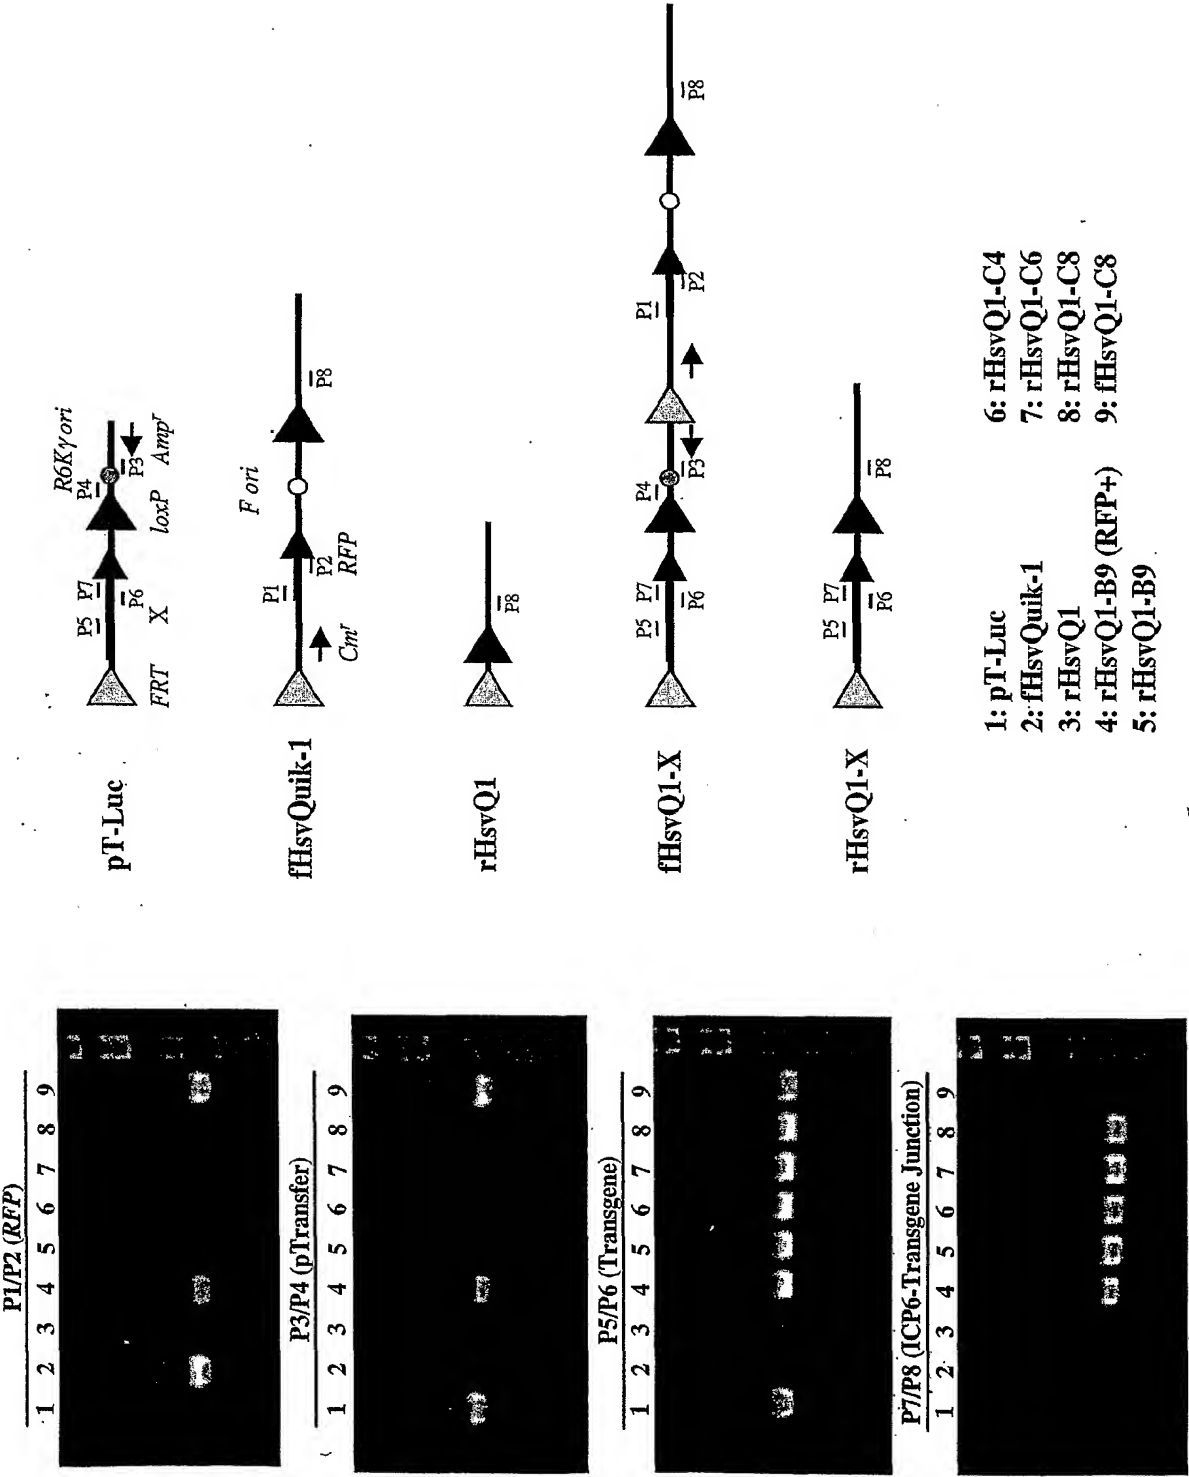 P1/P2 (RFP)
1 2 3 4 5 6 7 8 9
P3/P4 (pTransfer)
1 2 3 4 5 6 7 8 9
P5/P6 (Transgene)
1 2 3 4 5 6 7 8 9
P7/P8 (ICP6-Transgene Junction)
1 2 3 4 5 6 7 8 9
pT-Luc
P5 P7 P4 R6Kγ ori
P6 P3
FRT X loxP Ampʳ
fHsvQuik-1
P1 F ori
P2 P8
Cmʳ RFP
rHsvQ1
P8
fHsvQ1-X
P5 P7 P4 P1
P6 P3 P2 P8
rHsvQ1-X
P5 P7
P6 P8
1: pT-Luc
2: fHsvQuik-1
3: rHsvQ1
4: rHsvQ1-B9 (RFP+)
5: rHsvQ1-B9
6: rHsvQ1-C4
7: rHsvQ1-C6
8: rHsvQ1-C8
9: fHsvQ1-C8